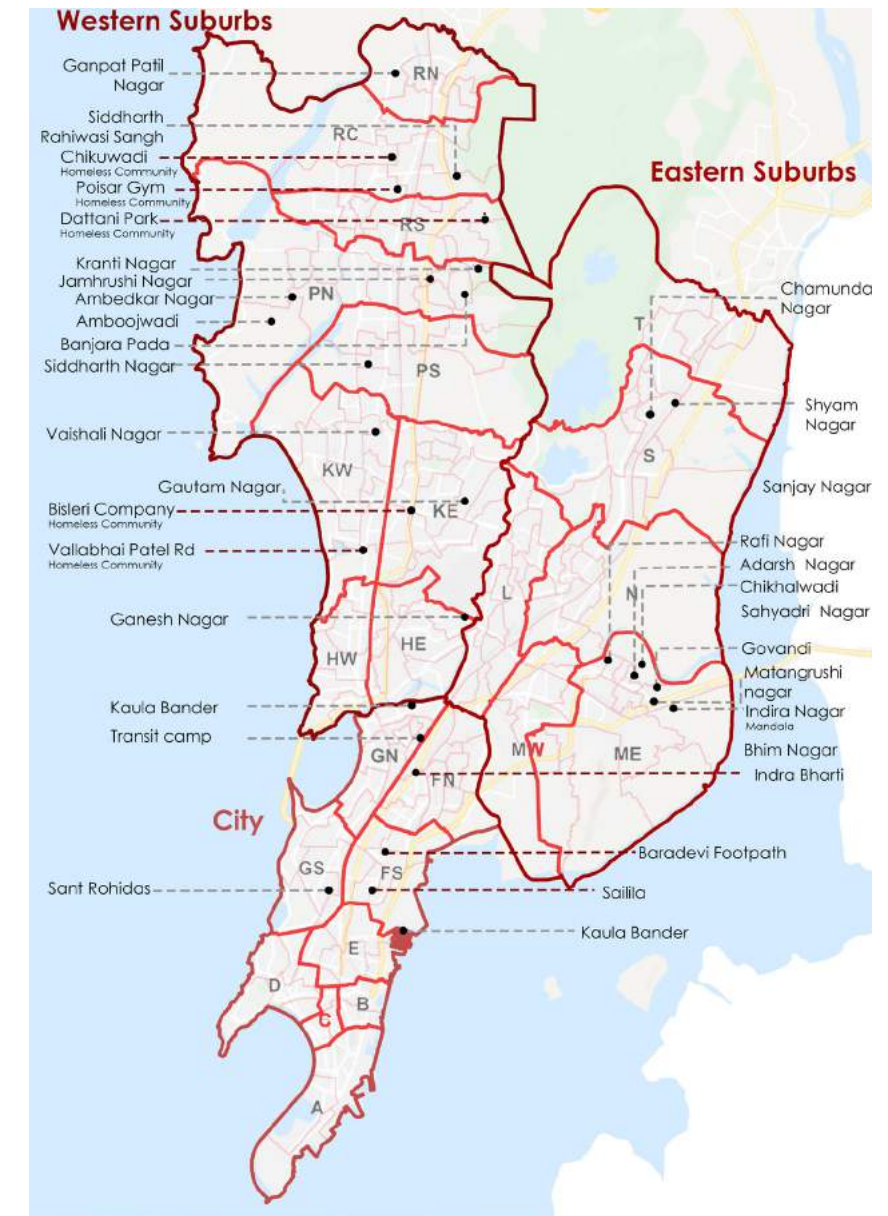 Western Suburbs
Ganpat Patil
Nagar
Siddharth
Rahiwasi Sangh
Chikuwadi
Homeless Community
Poisar Gym
Homeless Community
Dattani Park
Homeless Community
Kranti Nagar
Jamhrushi Nagar
Ambedkar Nagar
Amboojwadi
Banjara Pada
Siddharth Nagar
Vaishali Nagar
Gautam Nagar
Bisleri Company
Homeless Community
Vallabhai Patel Rd
Homeless Community
Ganesh Nagar
Kaula Bander
Transit camp
City
Sant Rohidas
RN
RC
RS
PN
PS
KW
KE
HW
HE
GN
FN
GS
FS
E
D
B
C
A
Eastern Suburbs
T
S
N
L
MW
ME
Chamunda
Nagar
Shyam
Nagar
Sanjay Nagar
Rafi Nagar
Adarsh Nagar
Chikhalwadi
Sahyadri Nagar
Govandi
Matangrushi
nagar
Indira Nagar
Mandala
Bhim Nagar
Indra Bharti
Baradevi Footpath
Sailila
Kaula Bander